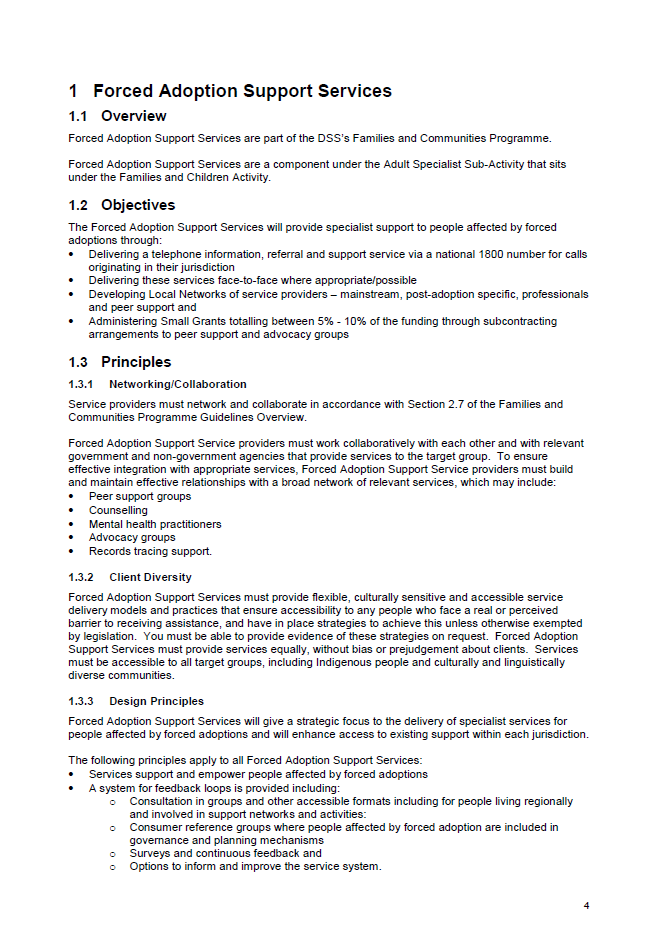 1 Forced Adoption Support Services
1.1 Overview
Forced Adoption Support Services are part of the DSS's Families and Communities Programme.
Forced Adoption Support Services are a component under the Adult Specialist Sub-Activity that sits
under the Families and Children Activity.
1.2 Objectives
The Forced Adoption Support Services will provide specialist support to people affected by forced
adoptions through:
• Delivering a telephone information, referral and support service via a national 1800 number for calls
originating in their jurisdiction
• Delivering these services face-to-face where appropriate/possible
• Developing Local Networks of service providers – mainstream, post-adoption specific, professionals
and peer support and
• Administering Small Grants totalling between 5% - 10% of the funding through subcontracting
arrangements to peer support and advocacy groups
1.3 Principles
1.3.1 Networking/Collaboration
Service providers must network and collaborate in accordance with Section 2.7 of the Families and
Communities Programme Guidelines Overview.
Forced Adoption Support Service providers must work collaboratively with each other and with relevant
government and non-government agencies that provide services to the target group. To ensure
effective integration with appropriate services, Forced Adoption Support Service providers must build
and maintain effective relationships with a broad network of relevant services, which may include:
• Peer support groups
• Counselling
• Mental health practitioners
• Advocacy groups
• Records tracing support.
1.3.2 Client Diversity
Forced Adoption Support Services must provide flexible, culturally sensitive and accessible service
delivery models and practices that ensure accessibility to any people who face a real or perceived
barrier to receiving assistance, and have in place strategies to achieve this unless otherwise exempted
by legislation. You must be able to provide evidence of these strategies on request. Forced Adoption
Support Services must provide services equally, without bias or prejudgement about clients. Services
must be accessible to all target groups, including Indigenous people and culturally and linguistically
diverse communities.
1.3.3 Design Principles
Forced Adoption Support Services will give a strategic focus to the delivery of specialist services for
people affected by forced adoptions and will enhance access to existing support within each jurisdiction.
The following principles apply to all Forced Adoption Support Services:
• Services support and empower people affected by forced adoptions
• A system for feedback loops is provided including:
o Consultation in groups and other accessible formats including for people living regionally
and involved in support networks and activities:
o Consumer reference groups where people affected by forced adoption are included in
governance and planning mechanisms
o Surveys and continuous feedback and
o Options to inform and improve the service system.
4